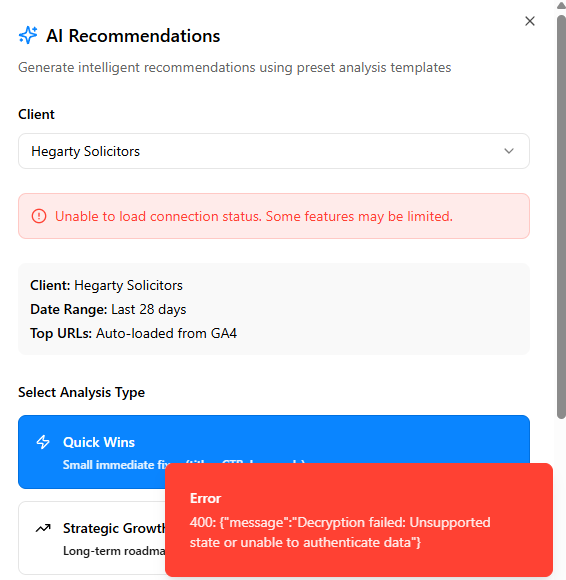 AI Recommendations
Generate intelligent recommendations using preset analysis templates
Client
Hegarty Solicitors
Unable to load connection status. Some features may be limited.
Client: Hegarty Solicitors
Date Range: Last 28 days
Top URLs: Auto-loaded from GA4
Select Analysis Type
Quick Wins
Small immediate
Strategic Growth
Long-term roadma
Error
400: {"message":"Decryption failed: Unsupported
state or unable to authenticate data"}